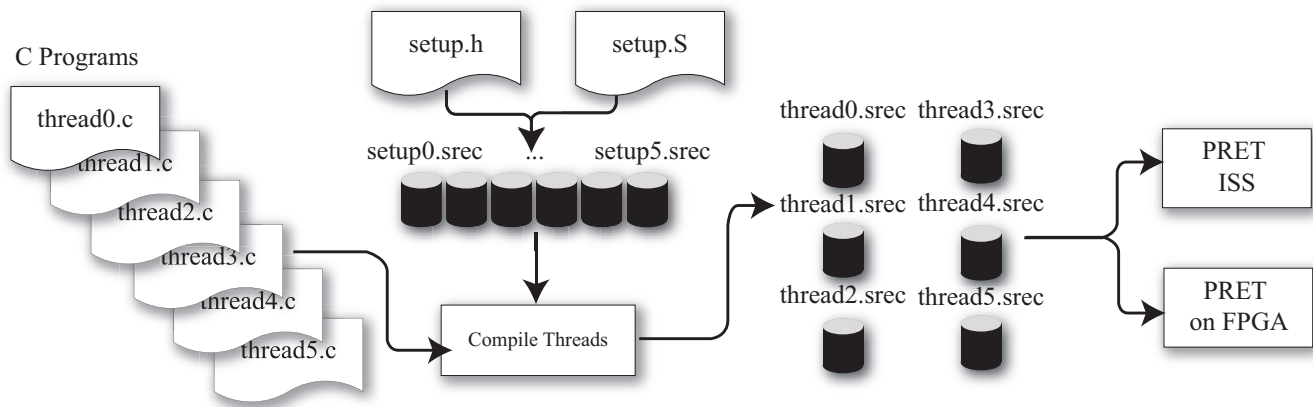 C Programs
thread0.c
thread1.c
thread2.c
thread3.c
thread4.c
thread5.c
setup.h
setup.S
setup0.srec ... setup5.srec
Compile Threads
thread0.srec
thread3.srec
thread1.srec
thread4.srec
thread2.srec
thread5.srec
PRET
ISS
PRET
on FPGA